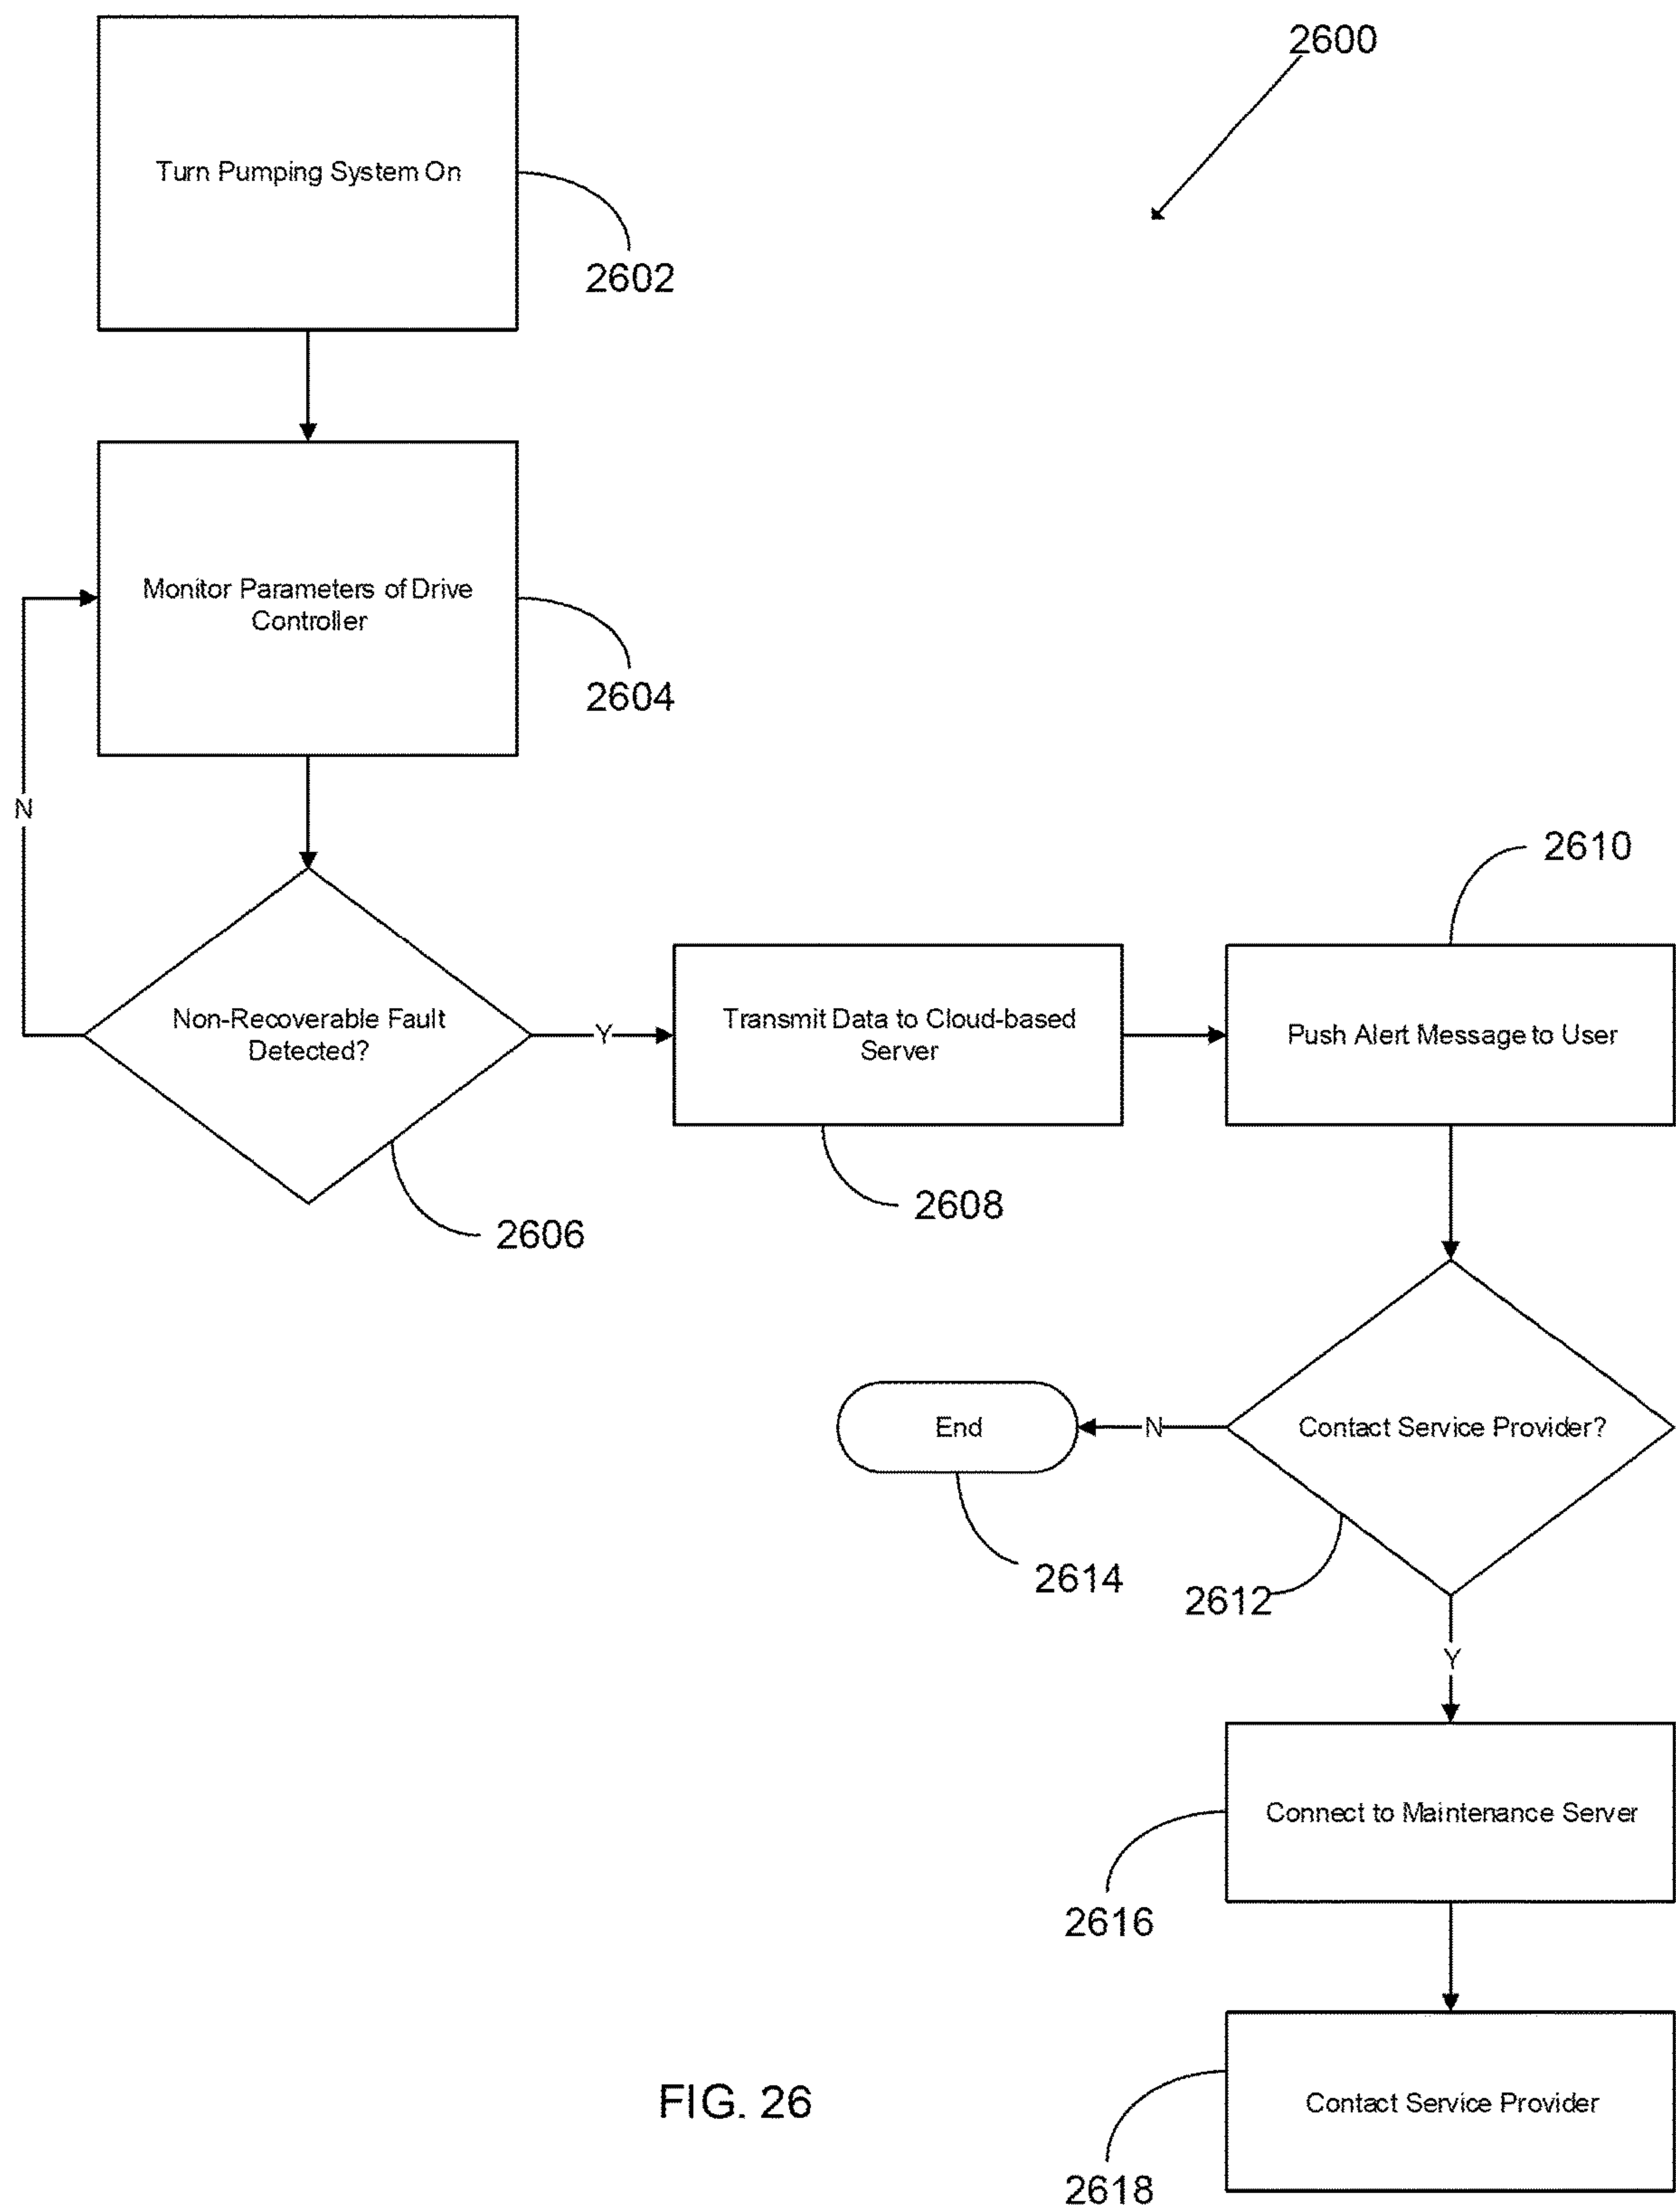 2600
Turn Pumping System On
2602
Monitor Parameters of Drive
Controller
2604
N
Non-Recoverable Fault
Detected?
2606
Y
Transmit Data to Cloud-based
Server
2608
2610
Push Alert Message to User
Contact Service Provider?
2612
N
End
2614
Y
Connect to Maintenance Server
2616
Contact Service Provider
2618
FIG. 26